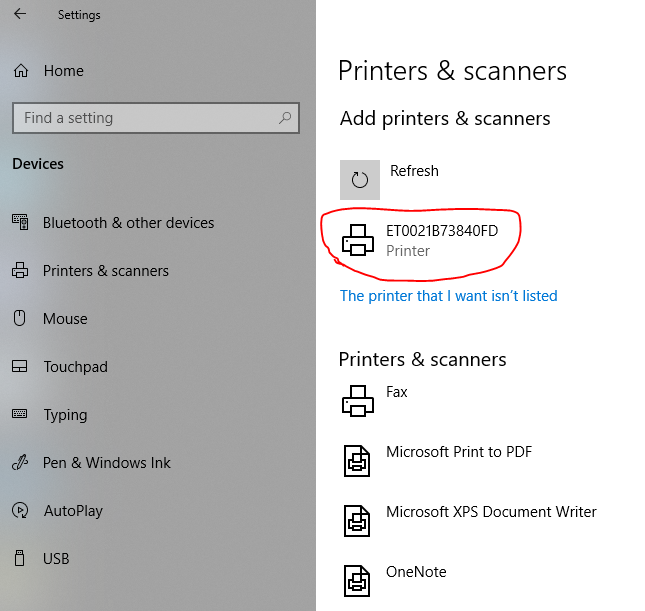 Settings
Home
Find a setting
Devices
Bluetooth & other devices
Printers & scanners
Mouse
Touchpad
Typing
Pen & Windows Ink
AutoPlay
USB
Printers & scanners
Add printers & scanners
Refresh
ET0021B73840FD
Printer
The printer that I want isn't listed
Printers & scanners
Fax
Microsoft Print to PDF
Microsoft XPS Document Writer
OneNote